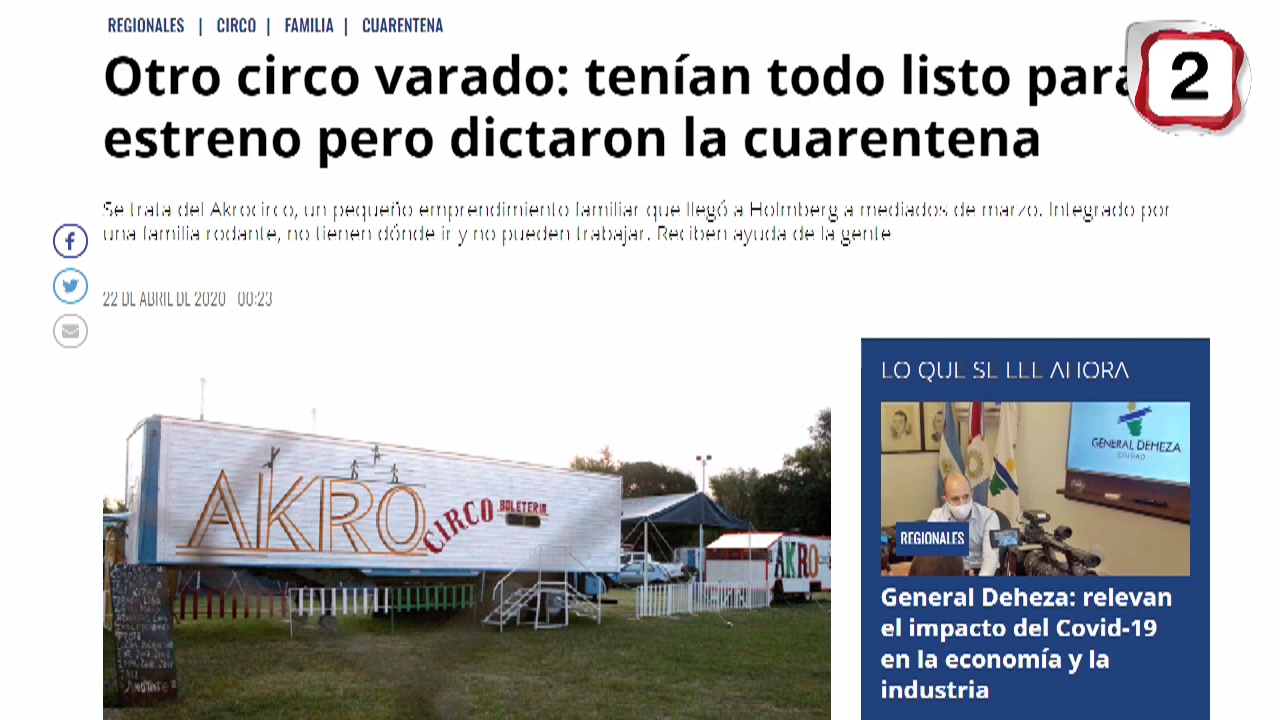 REGIONALES | CIRCO | FAMILIA | CUARENTENA
Otro circo varado: tenían todo listo para
estreno pero dictaron la cuarentena
2
Se trata del Akrocirco, un pequeño emprendimiento familiar que llegó a Holmberg a mediados de marzo. Integrado por
una familia rodante, no tienen dónde ir y no pueden trabajar. Reciben ayuda de la gente
22 DE ABRIL DE 2020 00:23
LO QUE SE LEE AHORA
GENERAL DEHEZA
CIUDAD
REGIONALES
AKRO
CIRCO
BOLETERIA
AKRO
General Deheza: relevan
el impacto del Covid-19
en la economía y la
industria